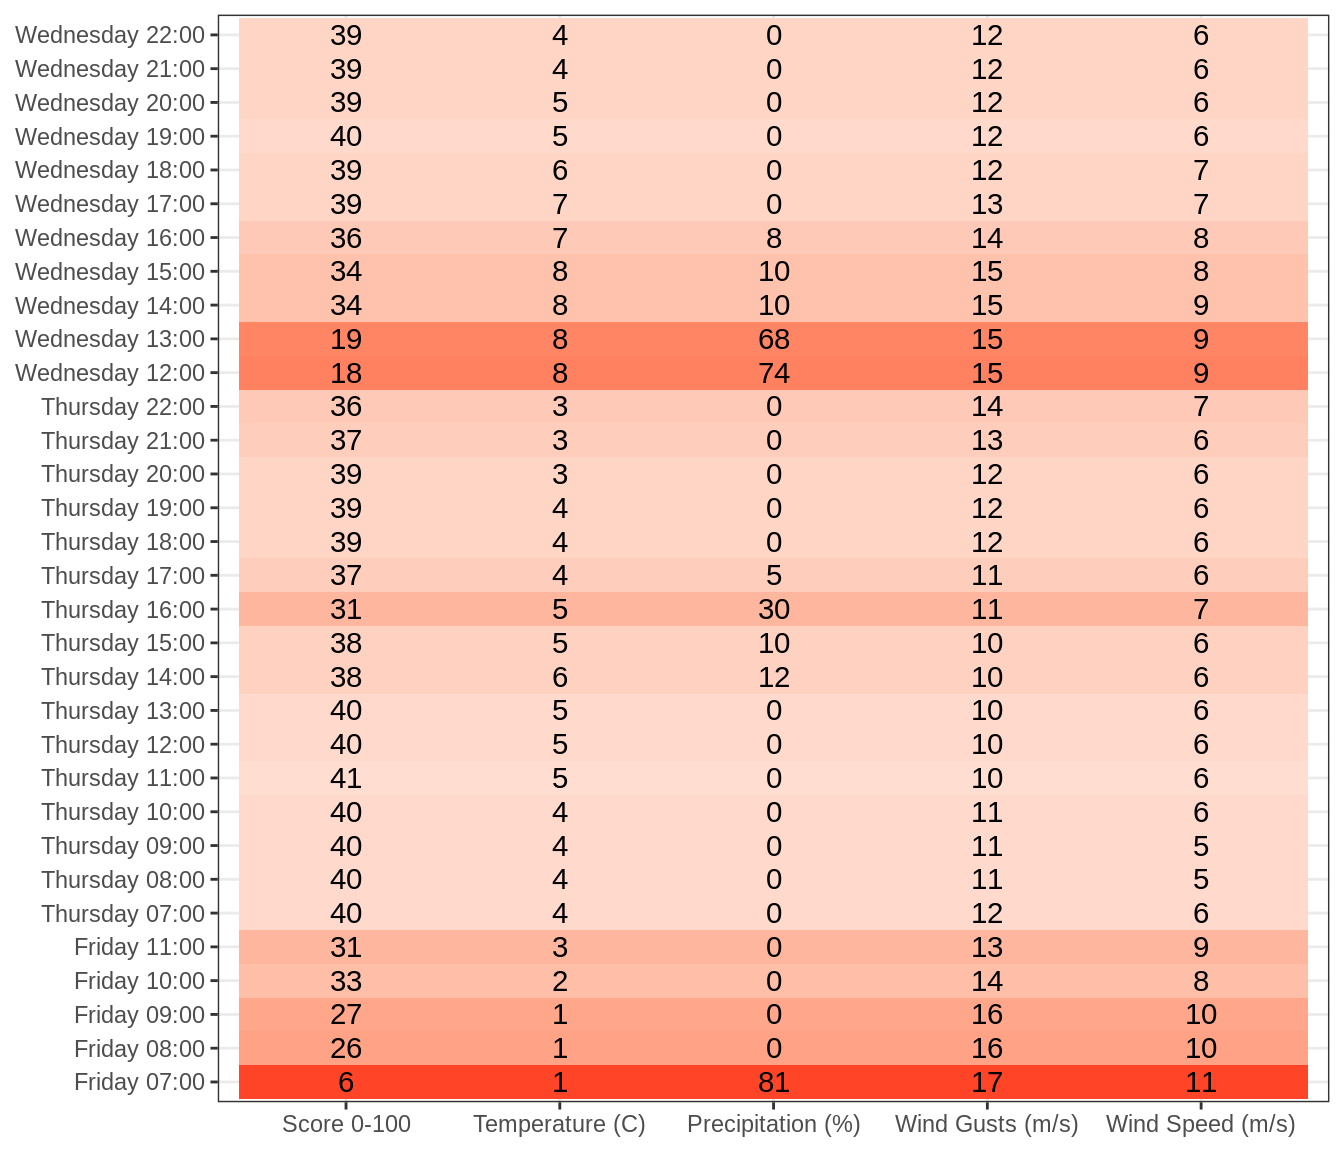 Wednesday 22:00 39 4 0 12 6
Wednesday 21:00 39 4 0 12 6
Wednesday 20:00 39 5 0 12 6
Wednesday 19:00 40 5 0 12 6
Wednesday 18:00 39 6 0 12 7
Wednesday 17:00 39 7 0 13 7
Wednesday 16:00 36 7 8 14 8
Wednesday 15:00 34 8 10 15 8
Wednesday 14:00 34 8 10 15 9
Wednesday 13:00 19 8 68 15 9
Wednesday 12:00 18 8 74 15 9
Thursday 22:00 36 3 0 14 7
Thursday 21:00 37 3 0 13 6
Thursday 20:00 39 3 0 12 6
Thursday 19:00 39 4 0 12 6
Thursday 18:00 39 4 0 12 6
Thursday 17:00 37 4 5 11 6
Thursday 16:00 31 5 30 11 7
Thursday 15:00 38 5 10 10 6
Thursday 14:00 38 6 12 10 6
Thursday 13:00 40 5 0 10 6
Thursday 12:00 40 5 0 10 6
Thursday 11:00 41 5 0 10 6
Thursday 10:00 40 4 0 11 6
Thursday 09:00 40 4 0 11 5
Thursday 08:00 40 4 0 11 5
Thursday 07:00 40 4 0 12 6
Friday 11:00 31 3 0 13 9
Friday 10:00 33 2 0 14 8
Friday 09:00 27 1 0 16 10
Friday 08:00 26 1 0 16 10
Friday 07:00 6 1 81 17 11
Score 0-100 Temperature (C) Precipitation (%) Wind Gusts (m/s) Wind Speed (m/s)